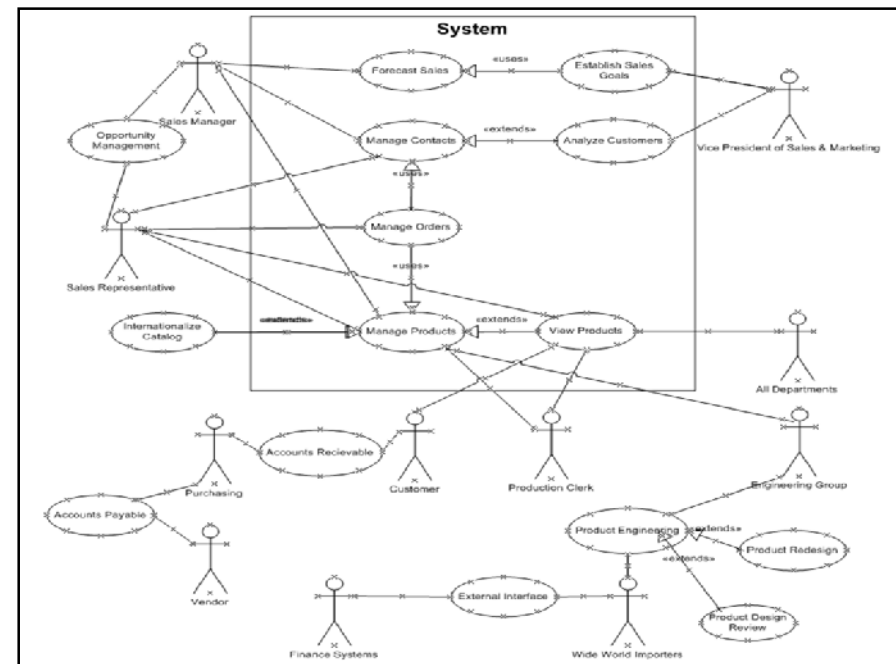 System
«uses»
Forecast Sales
Establish Sales
Goals
Sales Manager
Opportunity
Management
Manage Contacts
«extends»
Analyze Customers
Vice President of Sales & Marketing
«uses»
Manage Orders
Sales Representative
«uses»
Internationalize
Catalog
«extends»
Manage Products
«extends»
View Products
All Departments
Accounts Recievable
Purchasing
Customer
Production Clerk
Engineering Group
Accounts Payable
Product Engineering
«extends»
Product Redesign
«extends»
Vendor
External Interface
Product Design
Review
Finance Systems
Wide World Importers